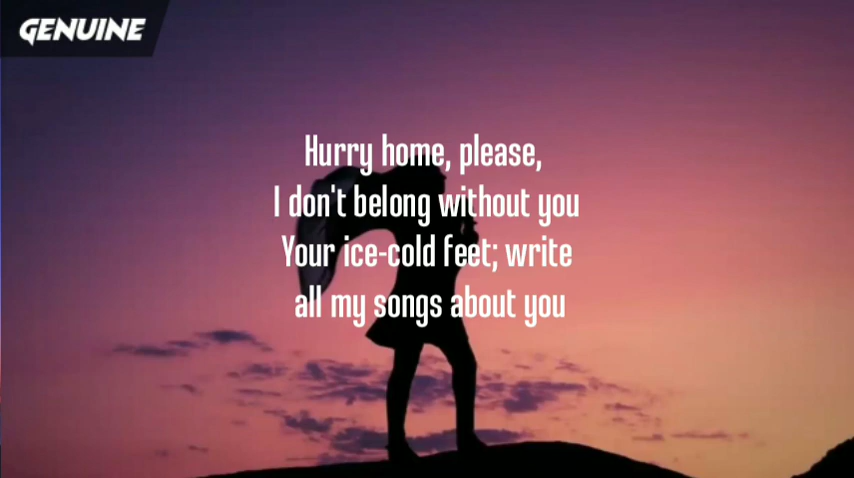 GENUINE
Hurry home, please,
I don't belong without you
Your ice-cold feet; write
all my songs about you